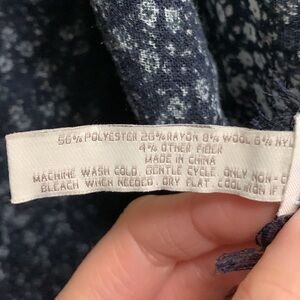 56% POLYESTER 26% RAYON 8% WOOL 6% NYL
4% OTHER FIBER
MADE IN CHINA
MACHINE WASH COLD, GENTLE CYCLE. ONLY NON-C
BLEACH WHEN NEEDED. DRY FLAT. COOL IRON IF